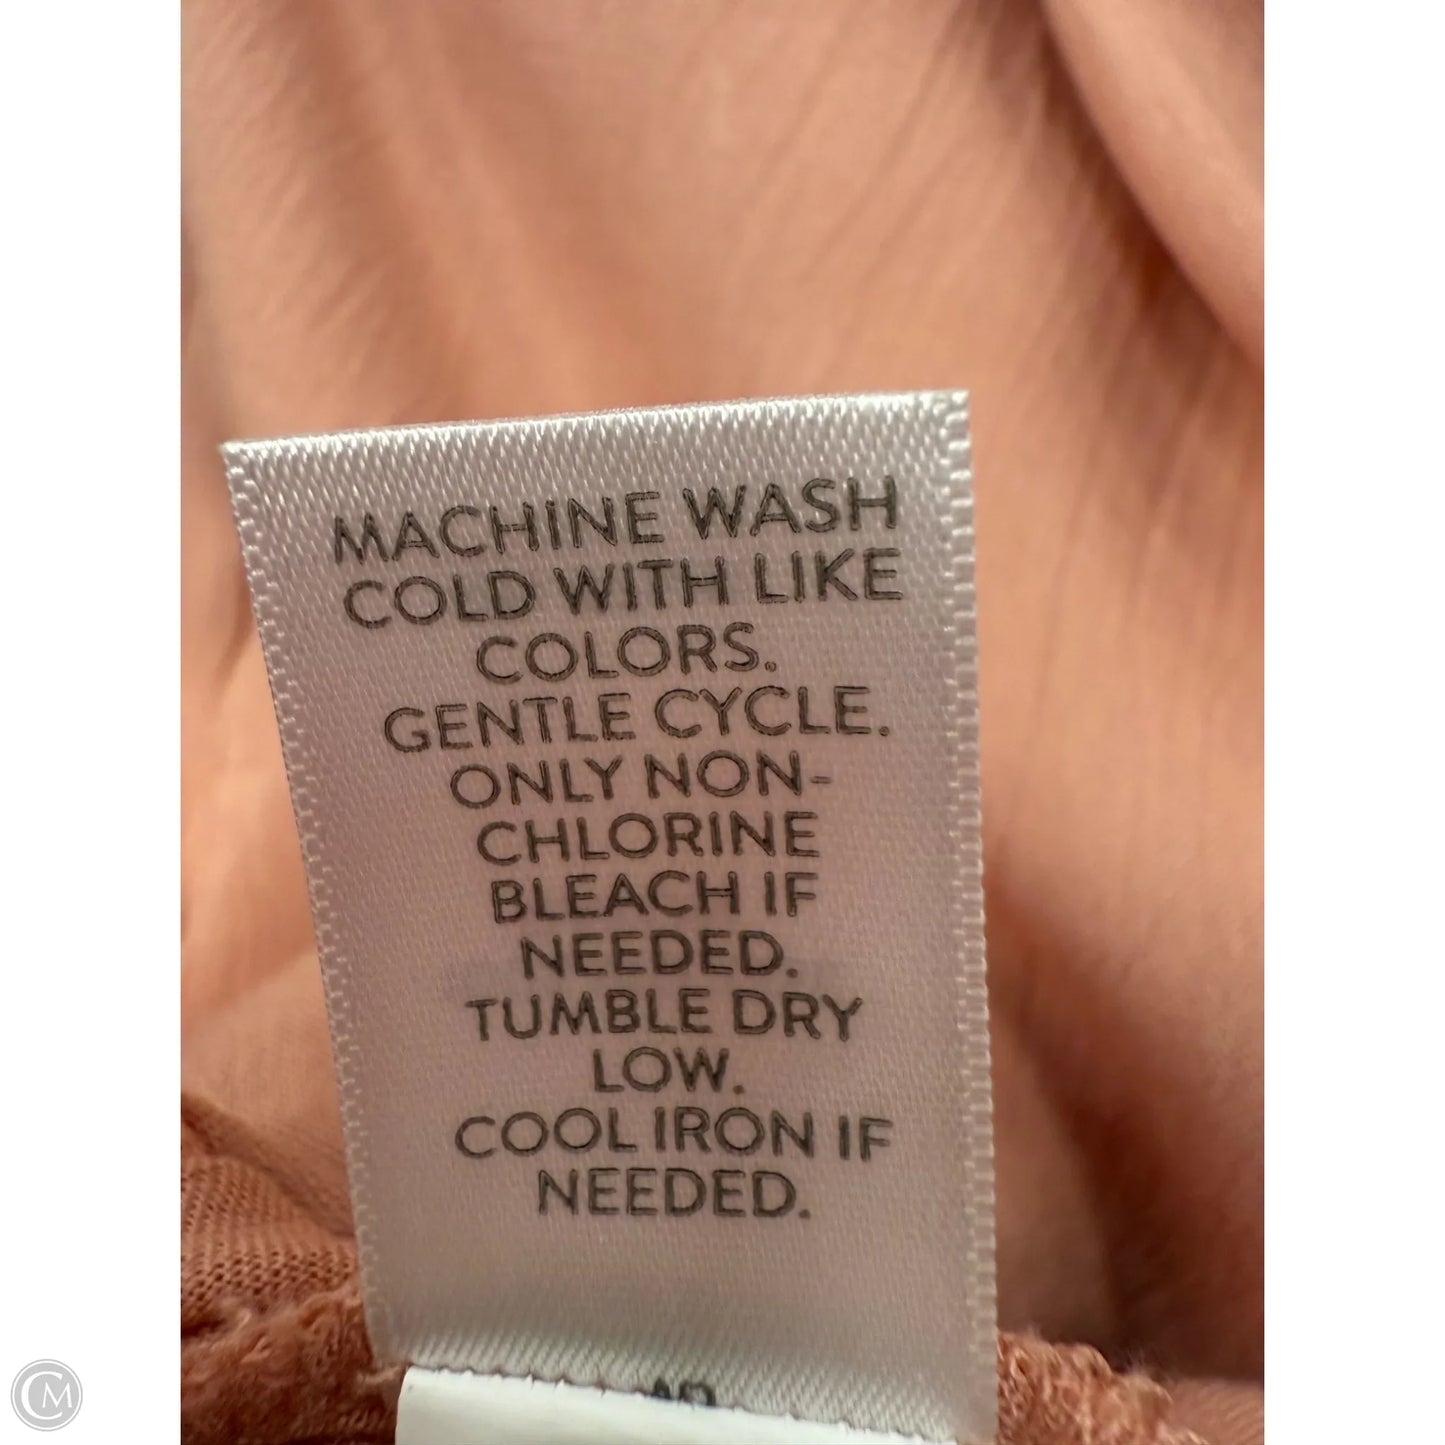 MACHINE WASH
COLD WITH LIKE
COLORS.
GENTLE CYCLE.
ONLY NON-
CHLORINE
BLEACH IF
NEEDED.
TUMBLE DRY
LOW.
COOL IRON IF
NEEDED.
CM